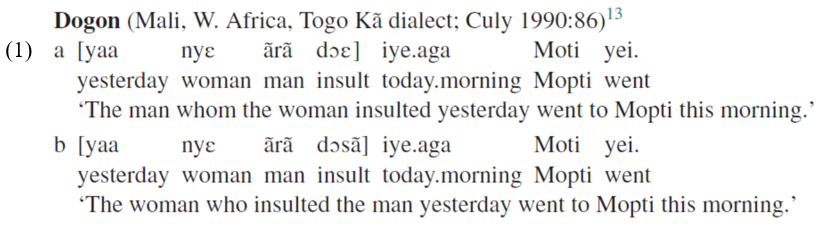 Dogon (Mali, W. Africa, Togo Kã dialect; Culy 1990:86)13
(1) a [yaa nyɛ ãrã dɔɛ] iye.aga Moti yei.
yesterday woman man insult today.morning Mopti went
‘The man whom the woman insulted yesterday went to Mopti this morning.’
b [yaa nyɛ ãrã dɔsã] iye.aga Moti yei.
yesterday woman man insult today.morning Mopti went
‘The woman who insulted the man yesterday went to Mopti this morning.’